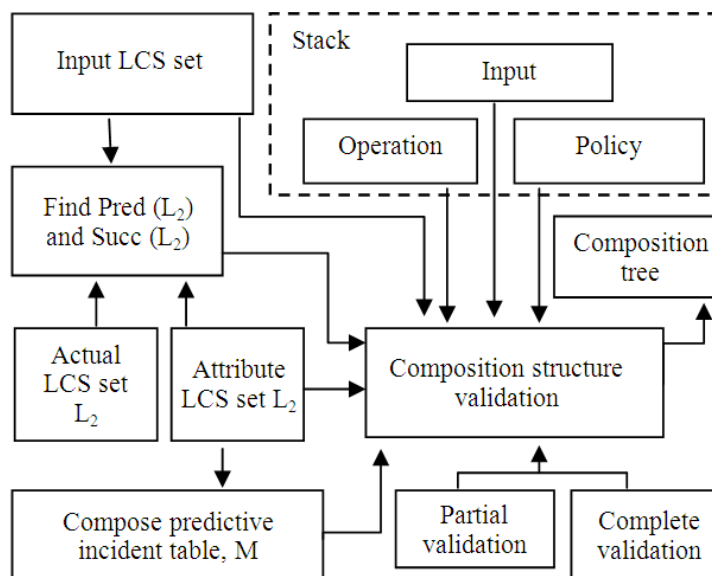 Input LCS set
Stack
Input
Operation
Policy
Find Pred (L₂)
and Succ (L₂)
Composition
tree
Actual
LCS set
L₂
Attribute
LCS set L₂
Composition structure
validation
Compose predictive
incident table, M
Partial
validation
Complete
validation